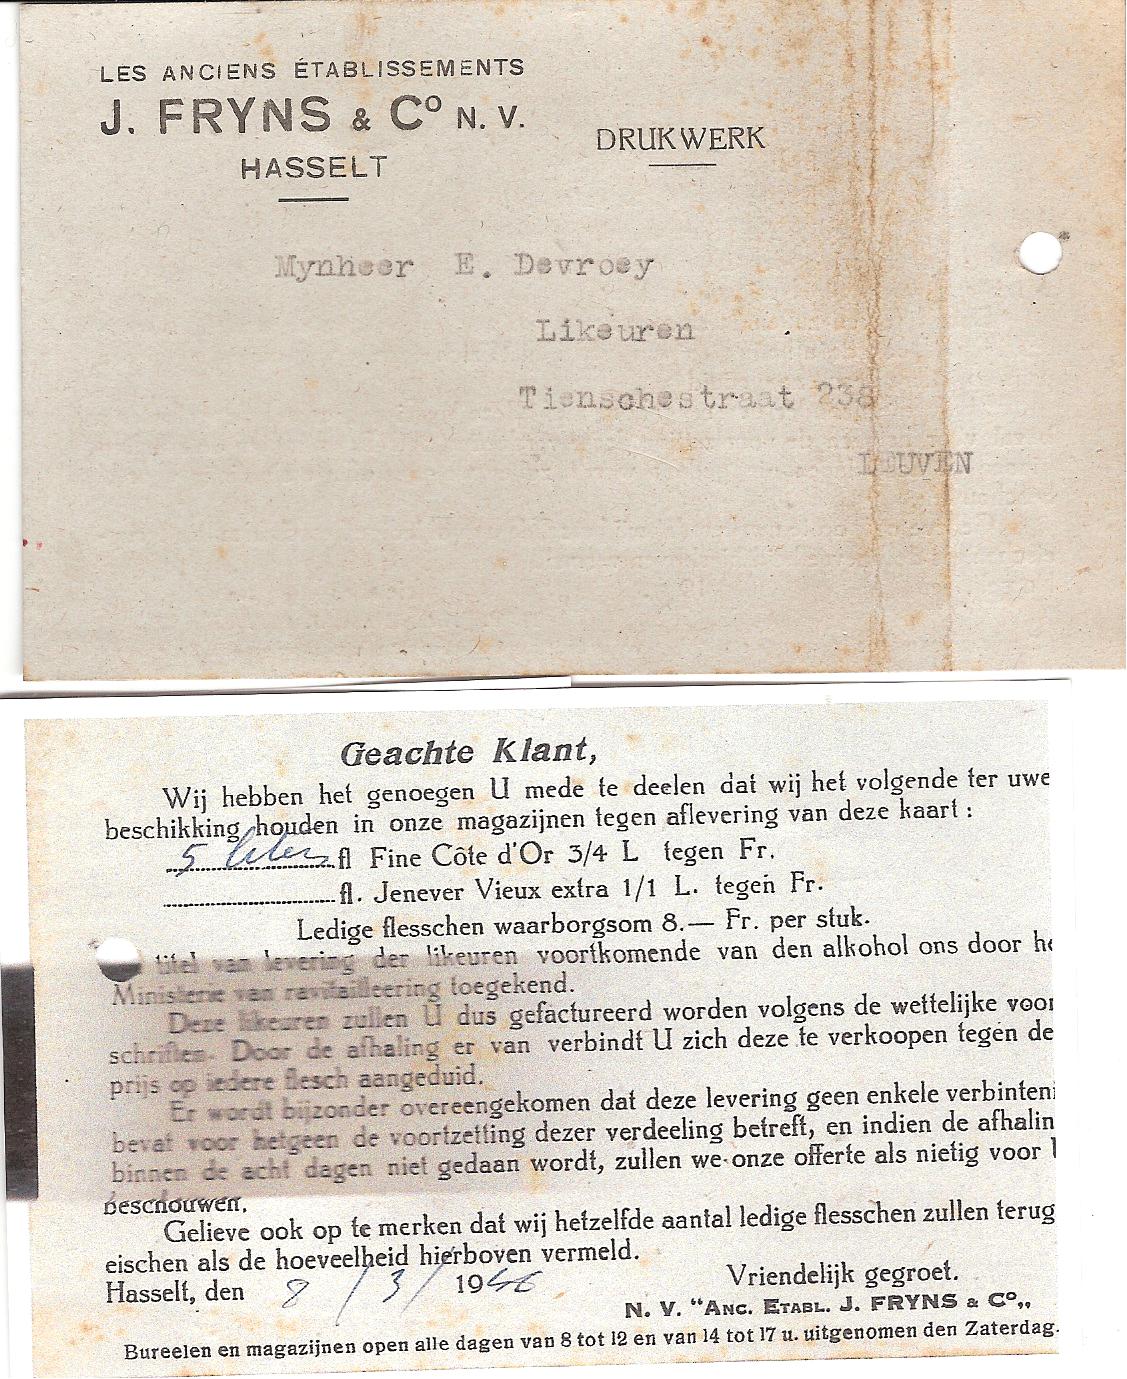 LES ANCIENS ÉTABLISSEMENTS
J. FRYNS & Cº N. V.
HASSELT
DRUKWERK
Mynheer E. Devroey
Likeuren
Tienschestraat 238
LEUVEN
Geachte Klant,
Wij hebben het genoegen U mede te deelen dat wij het volgende ter uwe
beschikking houden in onze magazijnen tegen aflevering van deze kaart :
5 liters fl Fine Côte d'Or 3/4 L tegen Fr.
fl. Jenever Vieux extra 1/1 L. tegen Fr.
Ledige flesschen waarborgsom 8.— Fr. per stuk.
titel van levering der likeuren voortkomende van den alkohol ons door he
Ministerie van ravitailleering toegekend.
Deze likeuren zullen U dus gefactureerd worden volgens de wettelijke voor
schriften. Door de afhaling er van verbindt U zich deze te verkoopen tegen de
prijs op iedere flesch aangeduid.
Er wordt bijzonder overeengekomen dat deze levering geen enkele verbinteni
bevat voor hetgeen de voortzetting dezer verdeeling betreft, en indien de afhalin
binnen de acht dagen niet gedaan wordt, zullen we onze offerte als nietig voor
beschouwen.
Gelieve ook op te merken dat wij hetzelfde aantal ledige flesschen zullen terug
eischen als de hoeveelheid hierboven vermeld.
Hasselt, den 8 / 3 / 1946
Vriendelijk gegroet.
N. V. "Anc. Etabl. J. FRYNS & Cº„
Bureelen en magazijnen open alle dagen van 8 tot 12 en van 14 tot 17 u. uitgenomen den Zaterdag.